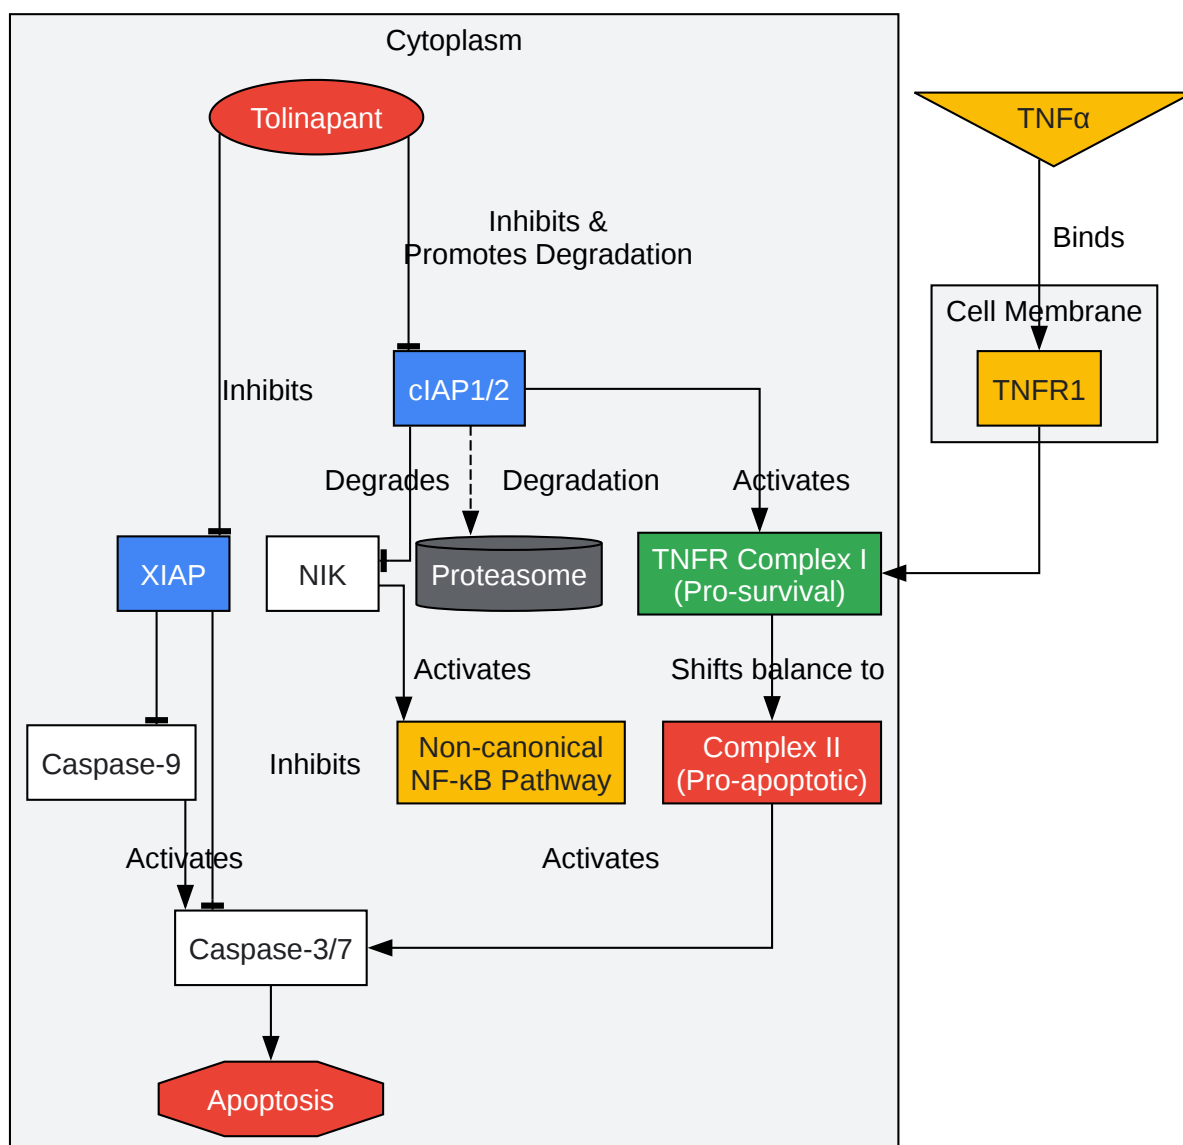 Cytoplasm
Tolinapant
TNFα
Inhibits &
Promotes Degradation
Binds
Cell Membrane
Inhibits
cIAP1/2
TNFR1
Degrades
Degradation
Activates
XIAP
NIK
Proteasome
TNFR Complex I
(Pro-survival)
Activates
Shifts balance to
Caspase-9
Inhibits
Non-canonical
NF-κB Pathway
Complex II
(Pro-apoptotic)
Activates
Activates
Caspase-3/7
Apoptosis